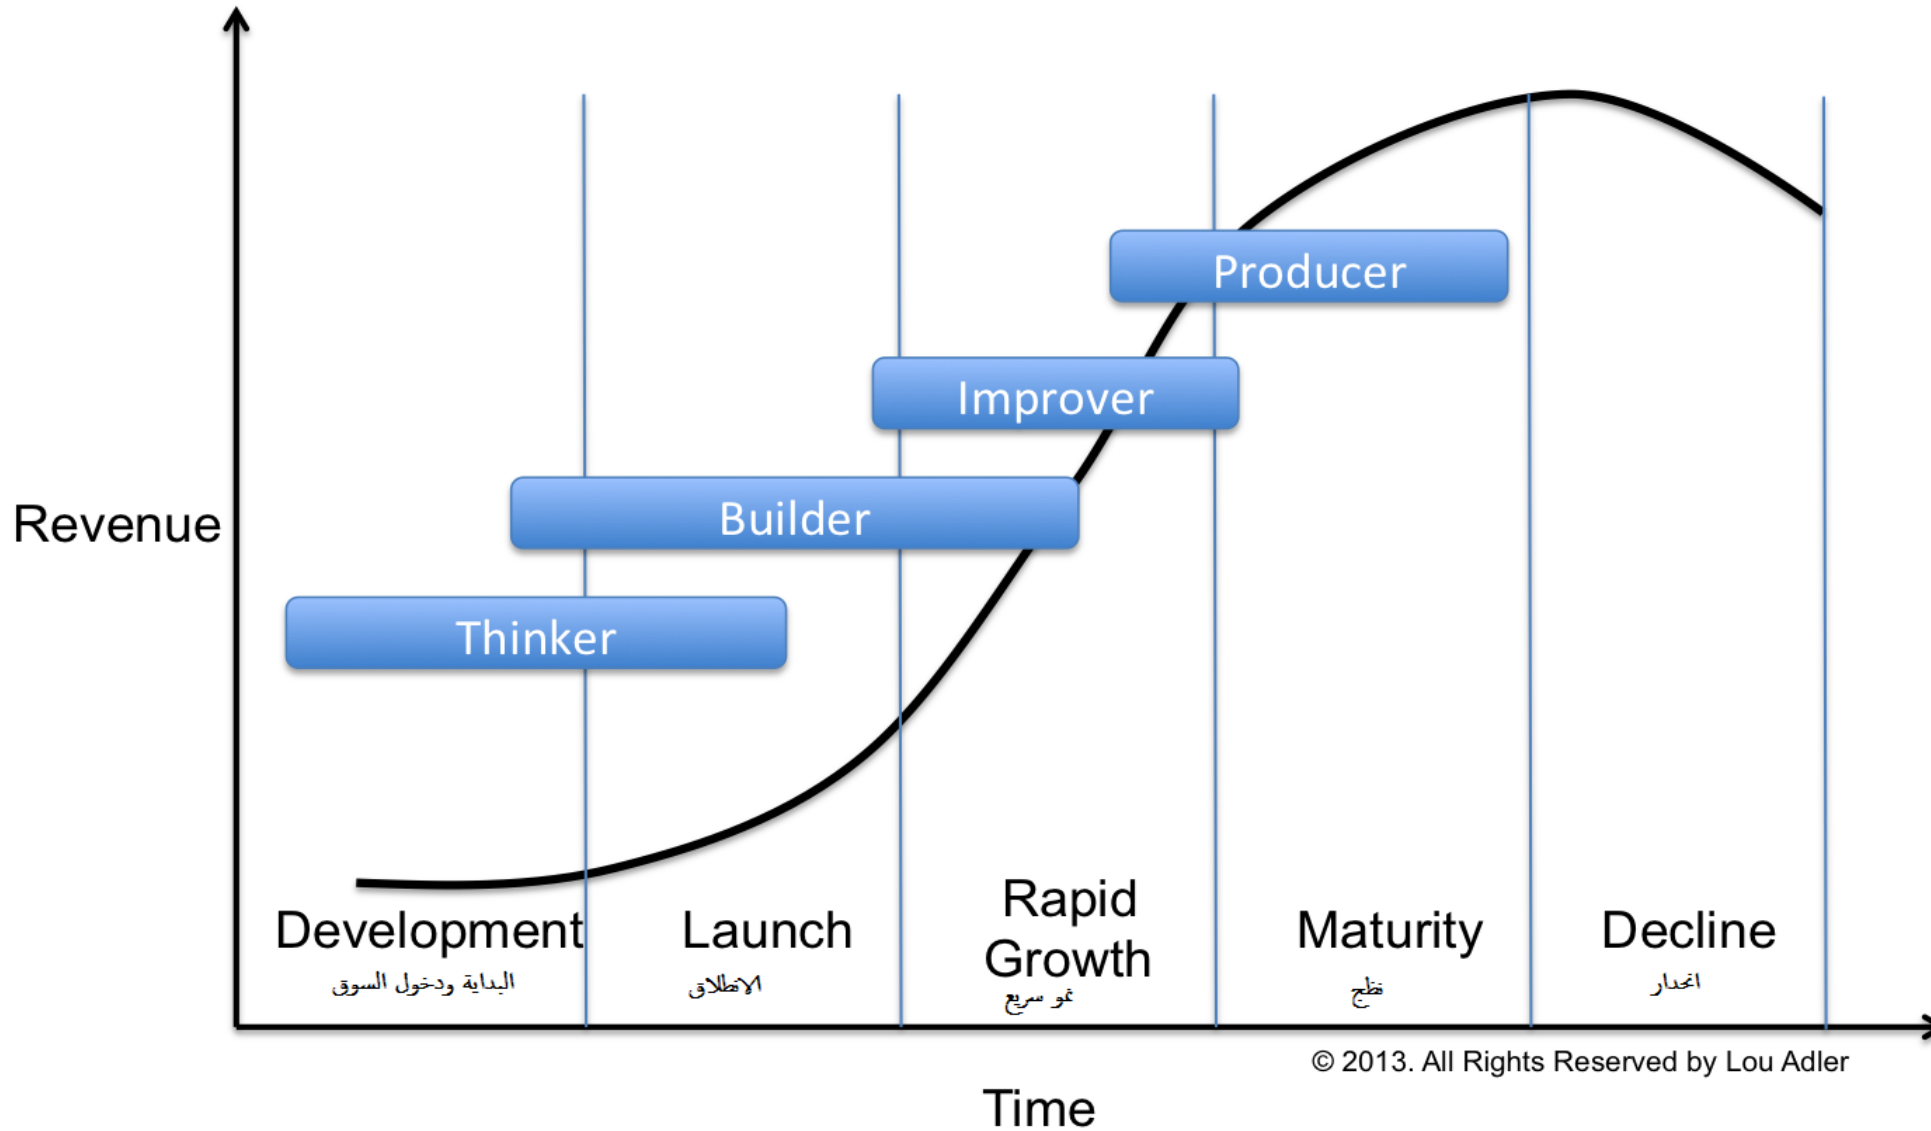 Producer
Improver
Builder
Revenue
Thinker
Development
البداية ودخول السوق
Launch
الانطلاق
Rapid
Growth
نمو سريع
Maturity
نظج
Decline
انحدار
© 2013. All Rights Reserved by Lou Adler
Time